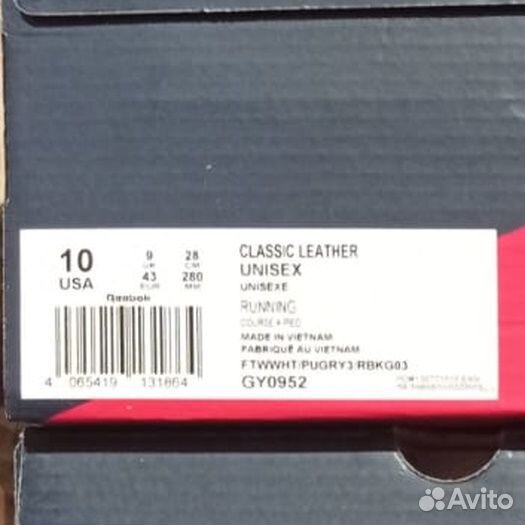 10 9 28 CLASSIC LEATHER
UK CM UNISEX
USA 43 280 UNISEXE
EUR MM
Reebok RUNNING
COURSE A PIED
MADE IN VIETNAM
FABRIQUÉ AU VIETNAM
FTWWHT/PUGRY3/RBKG03
4 065419 131864 GY0952
Avito